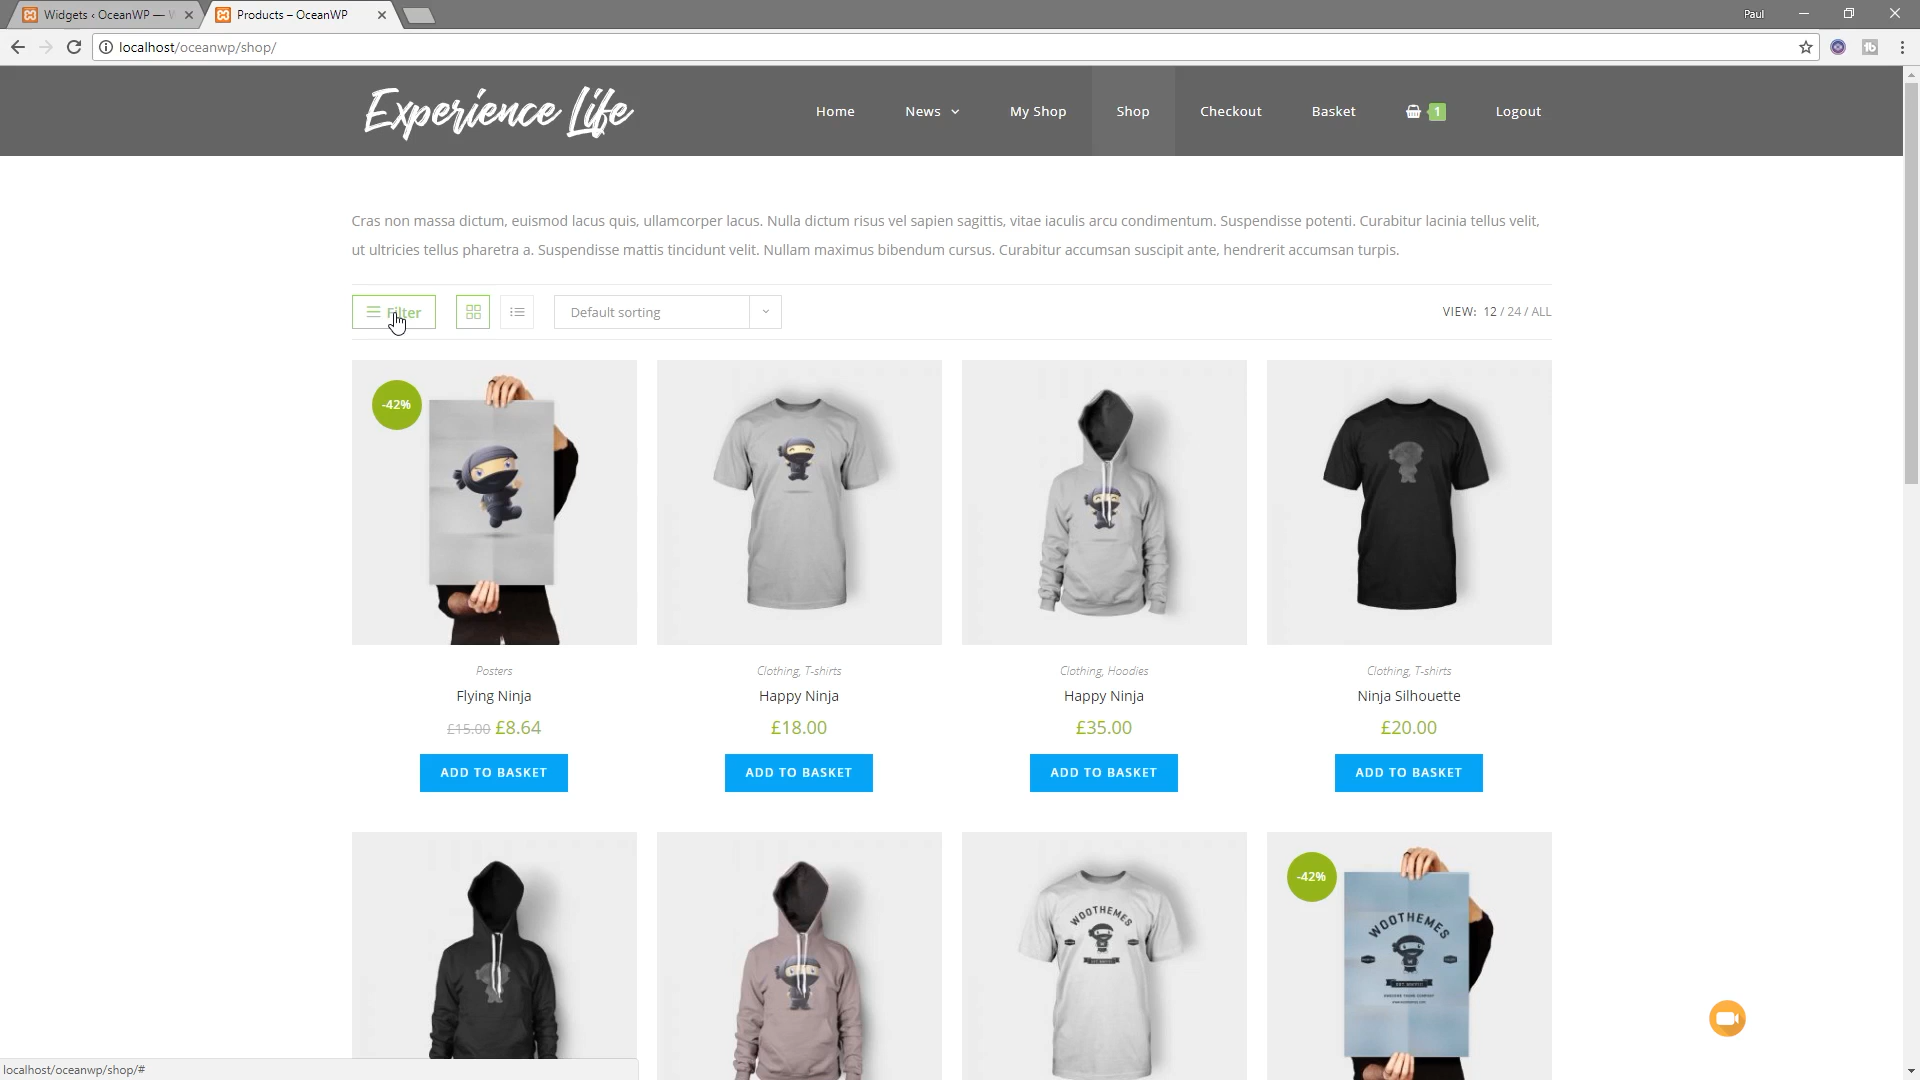 Widgets ‹ OceanWP —
Products – OceanWP
Paul
localhost/oceanwp/shop/
Experience Life
Home
News
My Shop
Shop
Checkout
Basket
1
Logout
Cras non massa dictum, euismod lacus quis, ullamcorper lacus. Nulla dictum risus vel sapien sagittis, vitae iaculis arcu condimentum. Suspendisse potenti. Curabitur lacinia tellus velit,
ut ultricies tellus pharetra a. Suspendisse mattis tincidunt velit. Nullam maximus bibendum cursus. Curabitur accumsan suscipit ante, hendrerit accumsan turpis.
Filter
Default sorting
VIEW: 12 / 24 / ALL
-42%
Posters
Clothing, T-shirts
Clothing, Hoodies
Clothing, T-shirts
Flying Ninja
Happy Ninja
Happy Ninja
Ninja Silhouette
£15.00 £8.64
£18.00
£35.00
£20.00
ADD TO BASKET
ADD TO BASKET
ADD TO BASKET
ADD TO BASKET
-42%
WOOTHEMES
WOOTHEMES
localhost/oceanwp/shop/#